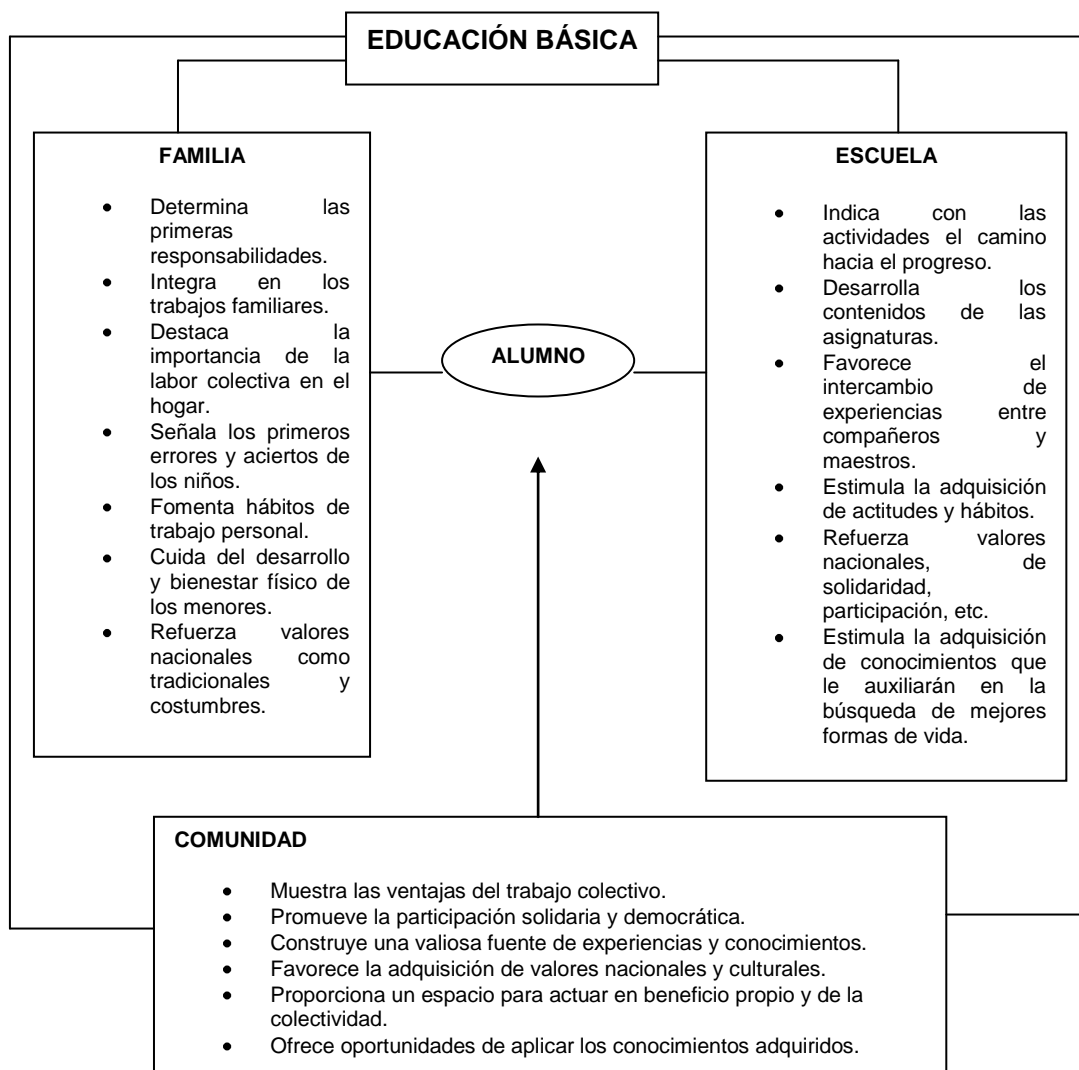 EDUCACIÓN BÁSICA
FAMILIA
• Determina las
primeras
responsabilidades.
• Integra en los
trabajos familiares.
• Destaca la
importancia de la
labor colectiva en el
hogar.
• Señala los primeros
errores y aciertos de
los niños.
• Fomenta hábitos de
trabajo personal.
• Cuida del desarrollo
y bienestar físico de
los menores.
• Refuerza valores
nacionales como
tradicionales y
costumbres.
ALUMNO
ESCUELA
• Indica con las
actividades el camino
hacia el progreso.
• Desarrolla los
contenidos de las
asignaturas.
• Favorece el
intercambio de
experiencias entre
compañeros y
maestros.
• Estimula la adquisición
de actitudes y hábitos.
• Refuerza valores
nacionales, de
solidaridad,
participación, etc.
• Estimula la adquisición
de conocimientos que
le auxiliarán en la
búsqueda de mejores
formas de vida.
COMUNIDAD
• Muestra las ventajas del trabajo colectivo.
• Promueve la participación solidaria y democrática.
• Construye una valiosa fuente de experiencias y conocimientos.
• Favorece la adquisición de valores nacionales y culturales.
• Proporciona un espacio para actuar en beneficio propio y de la
colectividad.
• Ofrece oportunidades de aplicar los conocimientos adquiridos.